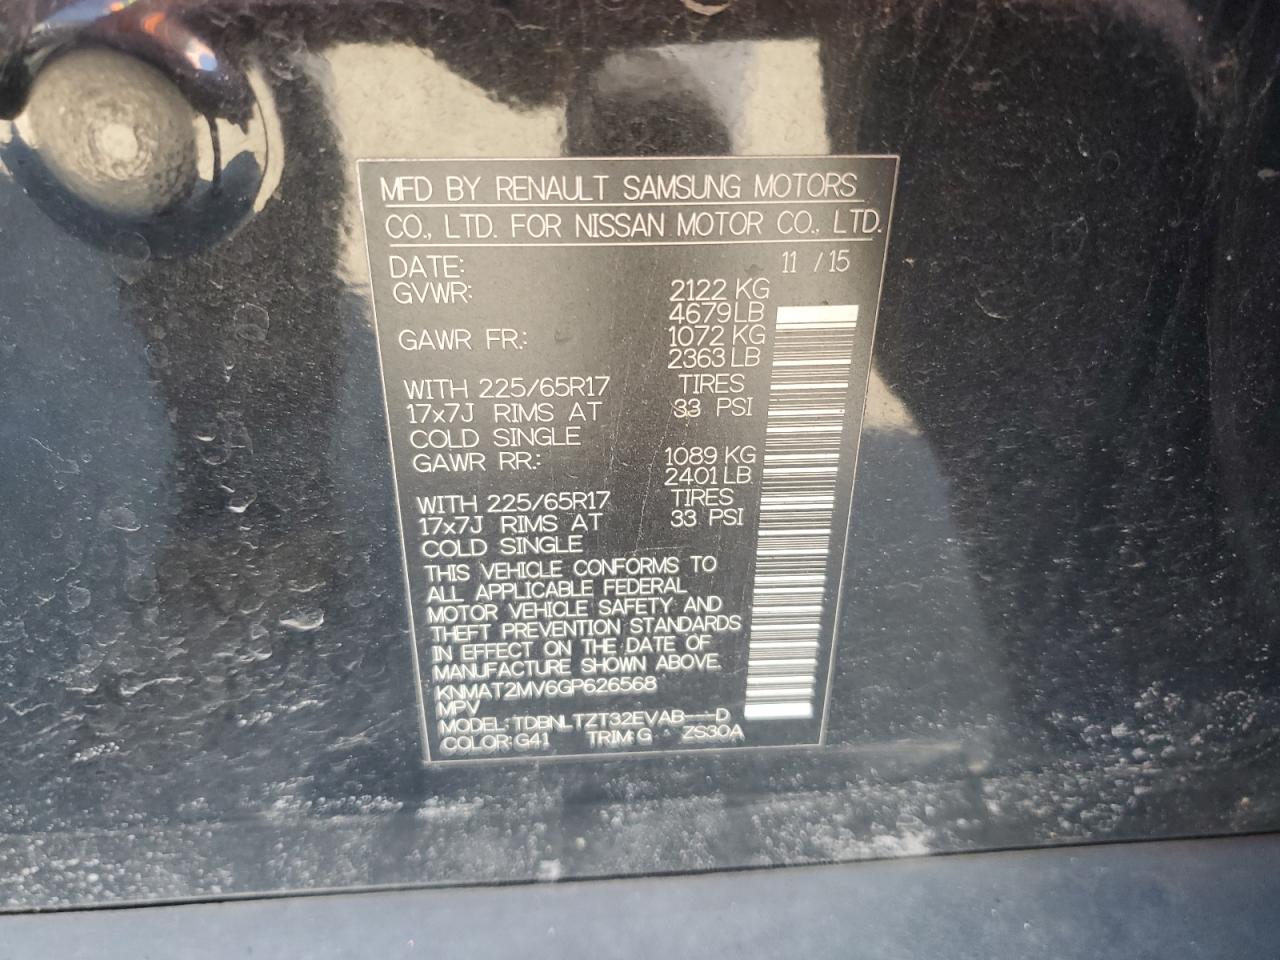 MFD BY RENAULT SAMSUNG MOTORS
CO., LTD. FOR NISSAN MOTOR CO., LTD.
DATE: 11 / 15
GVWR: 2122 KG
4679 LB
GAWR FR.: 1072 KG
2363 LB
WITH 225/65R17 TIRES
17x7J RIMS AT 33 PSI
COLD SINGLE
GAWR RR.: 1089 KG
2401 LB
WITH 225/65R17 TIRES
17x7J RIMS AT 33 PSI
COLD SINGLE
THIS VEHICLE CONFORMS TO
ALL APPLICABLE FEDERAL
MOTOR VEHICLE SAFETY AND
THEFT PREVENTION STANDARDS
IN EFFECT ON THE DATE OF
MANUFACTURE SHOWN ABOVE.
KNMAT2MV6GP626568
MPV
MODEL: TDBNLTZT32EVAB---D
COLOR: G41 TRIM: G ZS30A